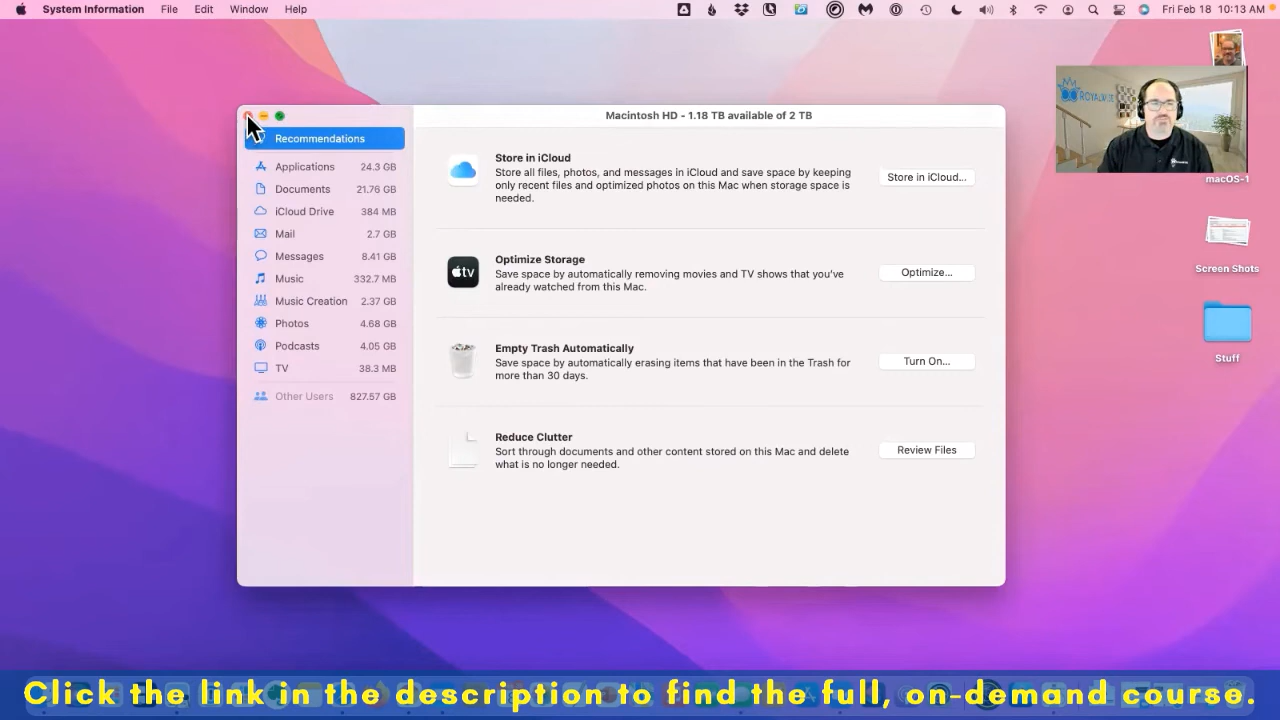 System Information File Edit Window Help Fri Feb 18 10:13 AM
Macintosh HD - 1.18 TB available of 2 TB
Recommendations
Applications 24.3 GB
Documents 21.76 GB
iCloud Drive 384 MB
Mail 2.7 GB
Messages 8.41 GB
Music 332.7 MB
Music Creation 2.37 GB
Photos 4.68 GB
Podcasts 4.05 GB
TV 38.3 MB
Other Users 827.57 GB
Store in iCloud
Store all files, photos, and messages in iCloud and save space by keeping
only recent files and optimized photos on this Mac when storage space is
needed.
Store in iCloud...
tv
Optimize Storage
Save space by automatically removing movies and TV shows that you've
already watched from this Mac.
Optimize...
Empty Trash Automatically
Save space by automatically erasing items that have been in the Trash for
more than 30 days.
Turn On...
Reduce Clutter
Sort through documents and other content stored on this Mac and delete
what is no longer needed.
Review Files
macOS-1
Screen Shots
Stuff
Click the link in the description to find the full, on-demand course.